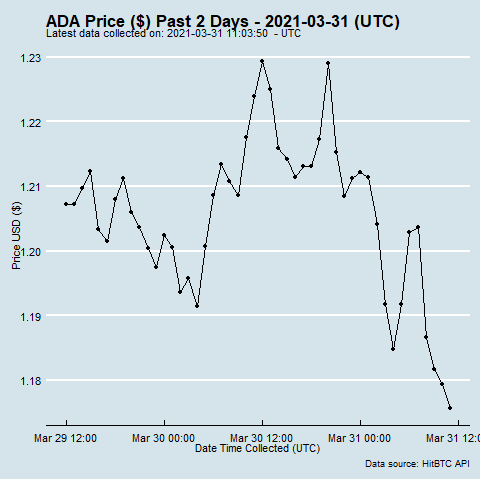 ADA Price ($) Past 2 Days - 2021-03-31 (UTC)
Latest data collected on: 2021-03-31 11:03:50  - UTC
1.23
1.22
1.21
1.20
1.19
1.18
Price USD ($)
Mar 29 12:00 Mar 30 00:00 Mar 30 12:00 Mar 31 00:00 Mar 31 12:00
Date Time Collected (UTC)
Data source: HitBTC API